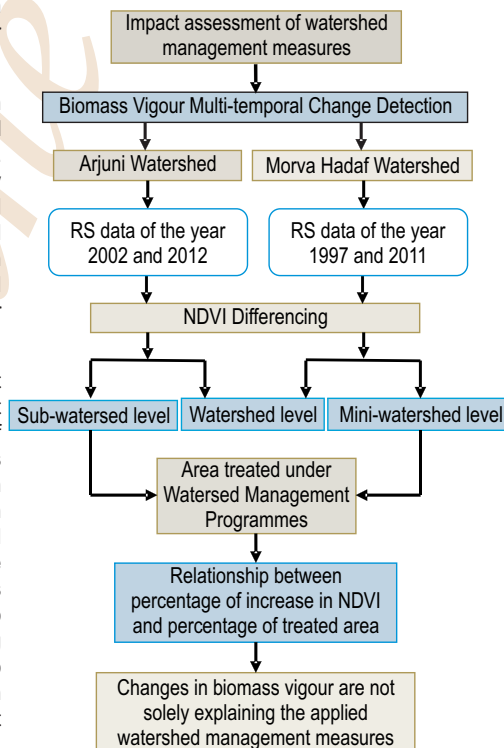 Impact assessment of watershed
management measures
Biomass Vigour Multi-temporal Change Detection
Arjuni Watershed
Morva Hadaf Watershed
RS data of the year
2002 and 2012
RS data of the year
1997 and 2011
NDVI Differencing
Sub-watersed level
Watershed level
Mini-watershed level
Area treated under
Watersed Management
Programmes
Relationship between
percentage of increase in NDVI
and percentage of treated area
Changes in biomass vigour are not
solely explaining the applied
watershed management measures